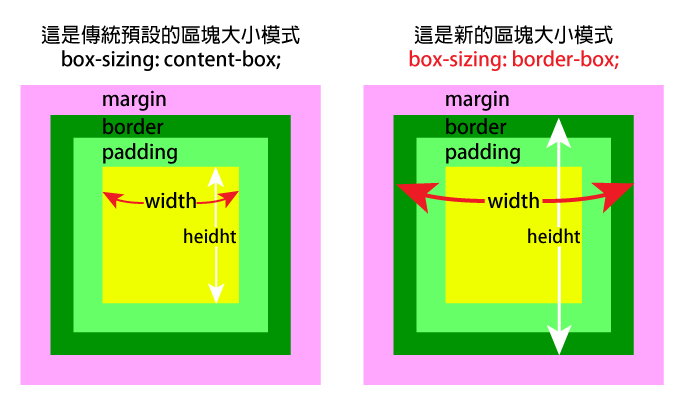 這是傳統預設的區塊大小模式
box-sizing: content-box;
margin
border
padding
width
heidht
這是新的區塊大小模式
box-sizing: border-box;
margin
border
padding
width
heidht